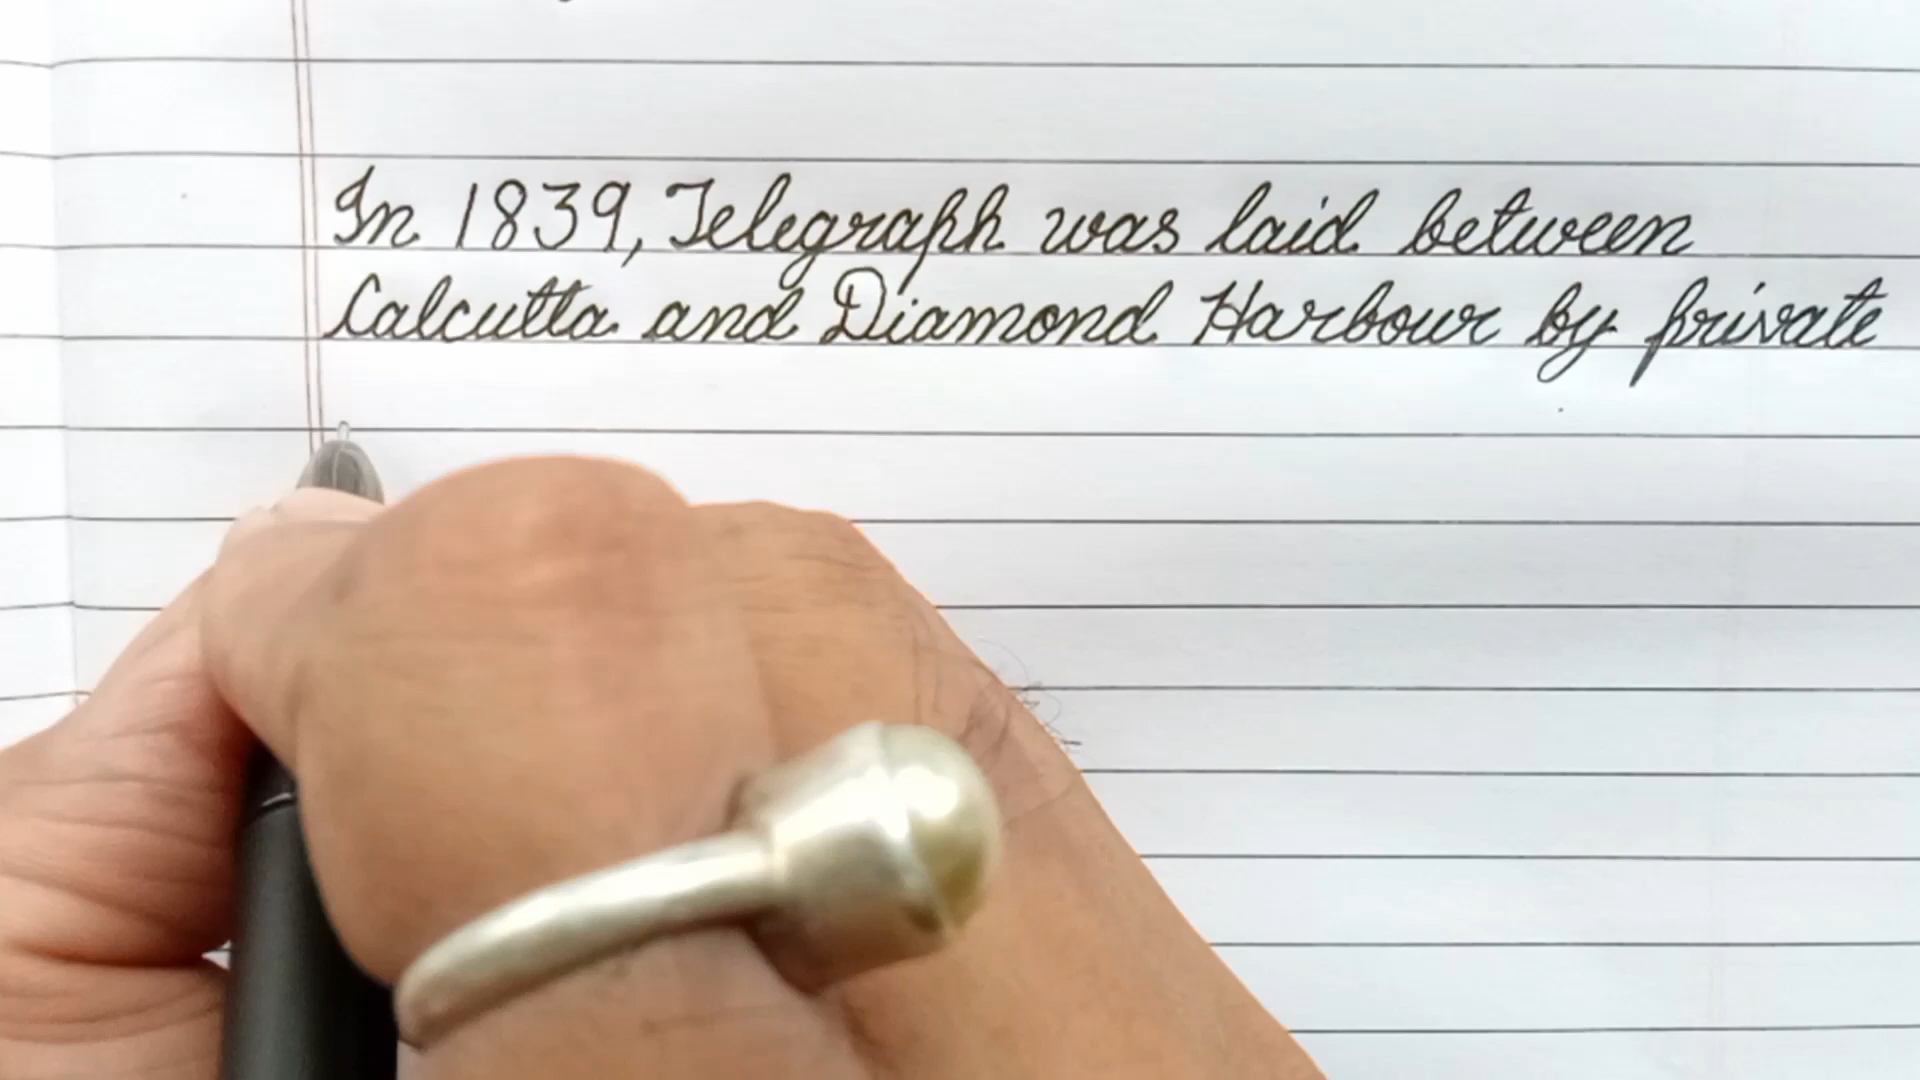 In 1839, Telegraph was laid between
Calcutta and Diamond Harbour by private